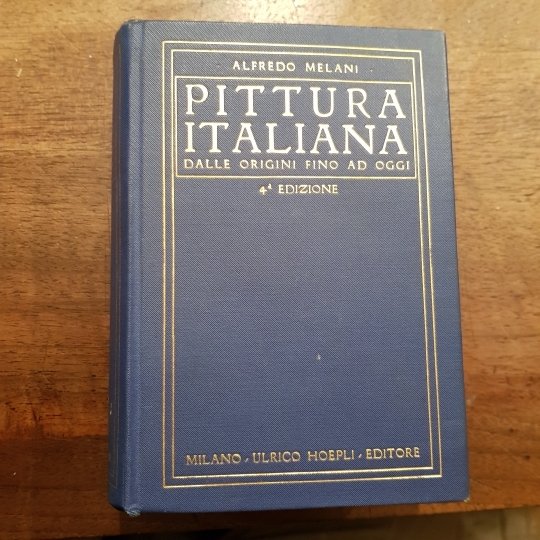 ALFREDO MELANI
PITTURA
ITALIANA
DALLE ORIGINI FINO AD OGGI
4ª EDIZIONE
MILANO - ULRICO HOEPLI - EDITORE